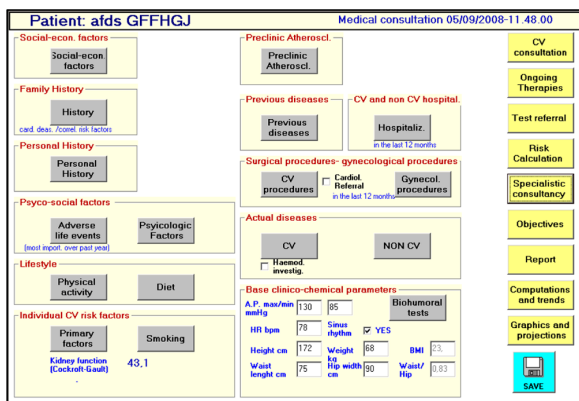 Patient: afds GFFHGJ
Medical consultation 05/09/2008-11.48.00
Social-econ. factors
Social-econ.
factors
Family History
History
card. deas. /correl. risk factors
Personal History
Personal
History
Psyco-social factors
Adverse
life events
(most import. over past year)
Psyicologic
Factors
Lifestyle
Physical
activity
Diet
Individual CV risk factors
Primary
factors
Smoking
Kidney function
(Cockroft-Gault)
43,1
Preclinic Atheroscl.
Preclinic
Atheroscl.
Previous diseases
Previous
diseases
CV and non CV hospital.
Hospitaliz.
in the last 12 months
Surgical procedures- gynecological procedures
CV
procedures
Cardiol.
Referral
in the last 12 months
Gynecol.
procedures
Actual diseases
CV
Haemod.
investig.
NON CV
Base clinico-chemical parameters
A.P. max/min
mmHg
130 85
Biohumoral
tests
HR bpm 78
Sinus
rhythm
YES
Height cm 172
Weight
kg
68
BMI 23,
Waist
lenght cm
75
Hip width
cm
90
Waist/
Hip
0.83
CV
consultation
Ongoing
Therapies
Test referral
Risk
Calculation
Specialistic
consultancy
Objectives
Report
Computations
and trends
Graphics and
projections
SAVE